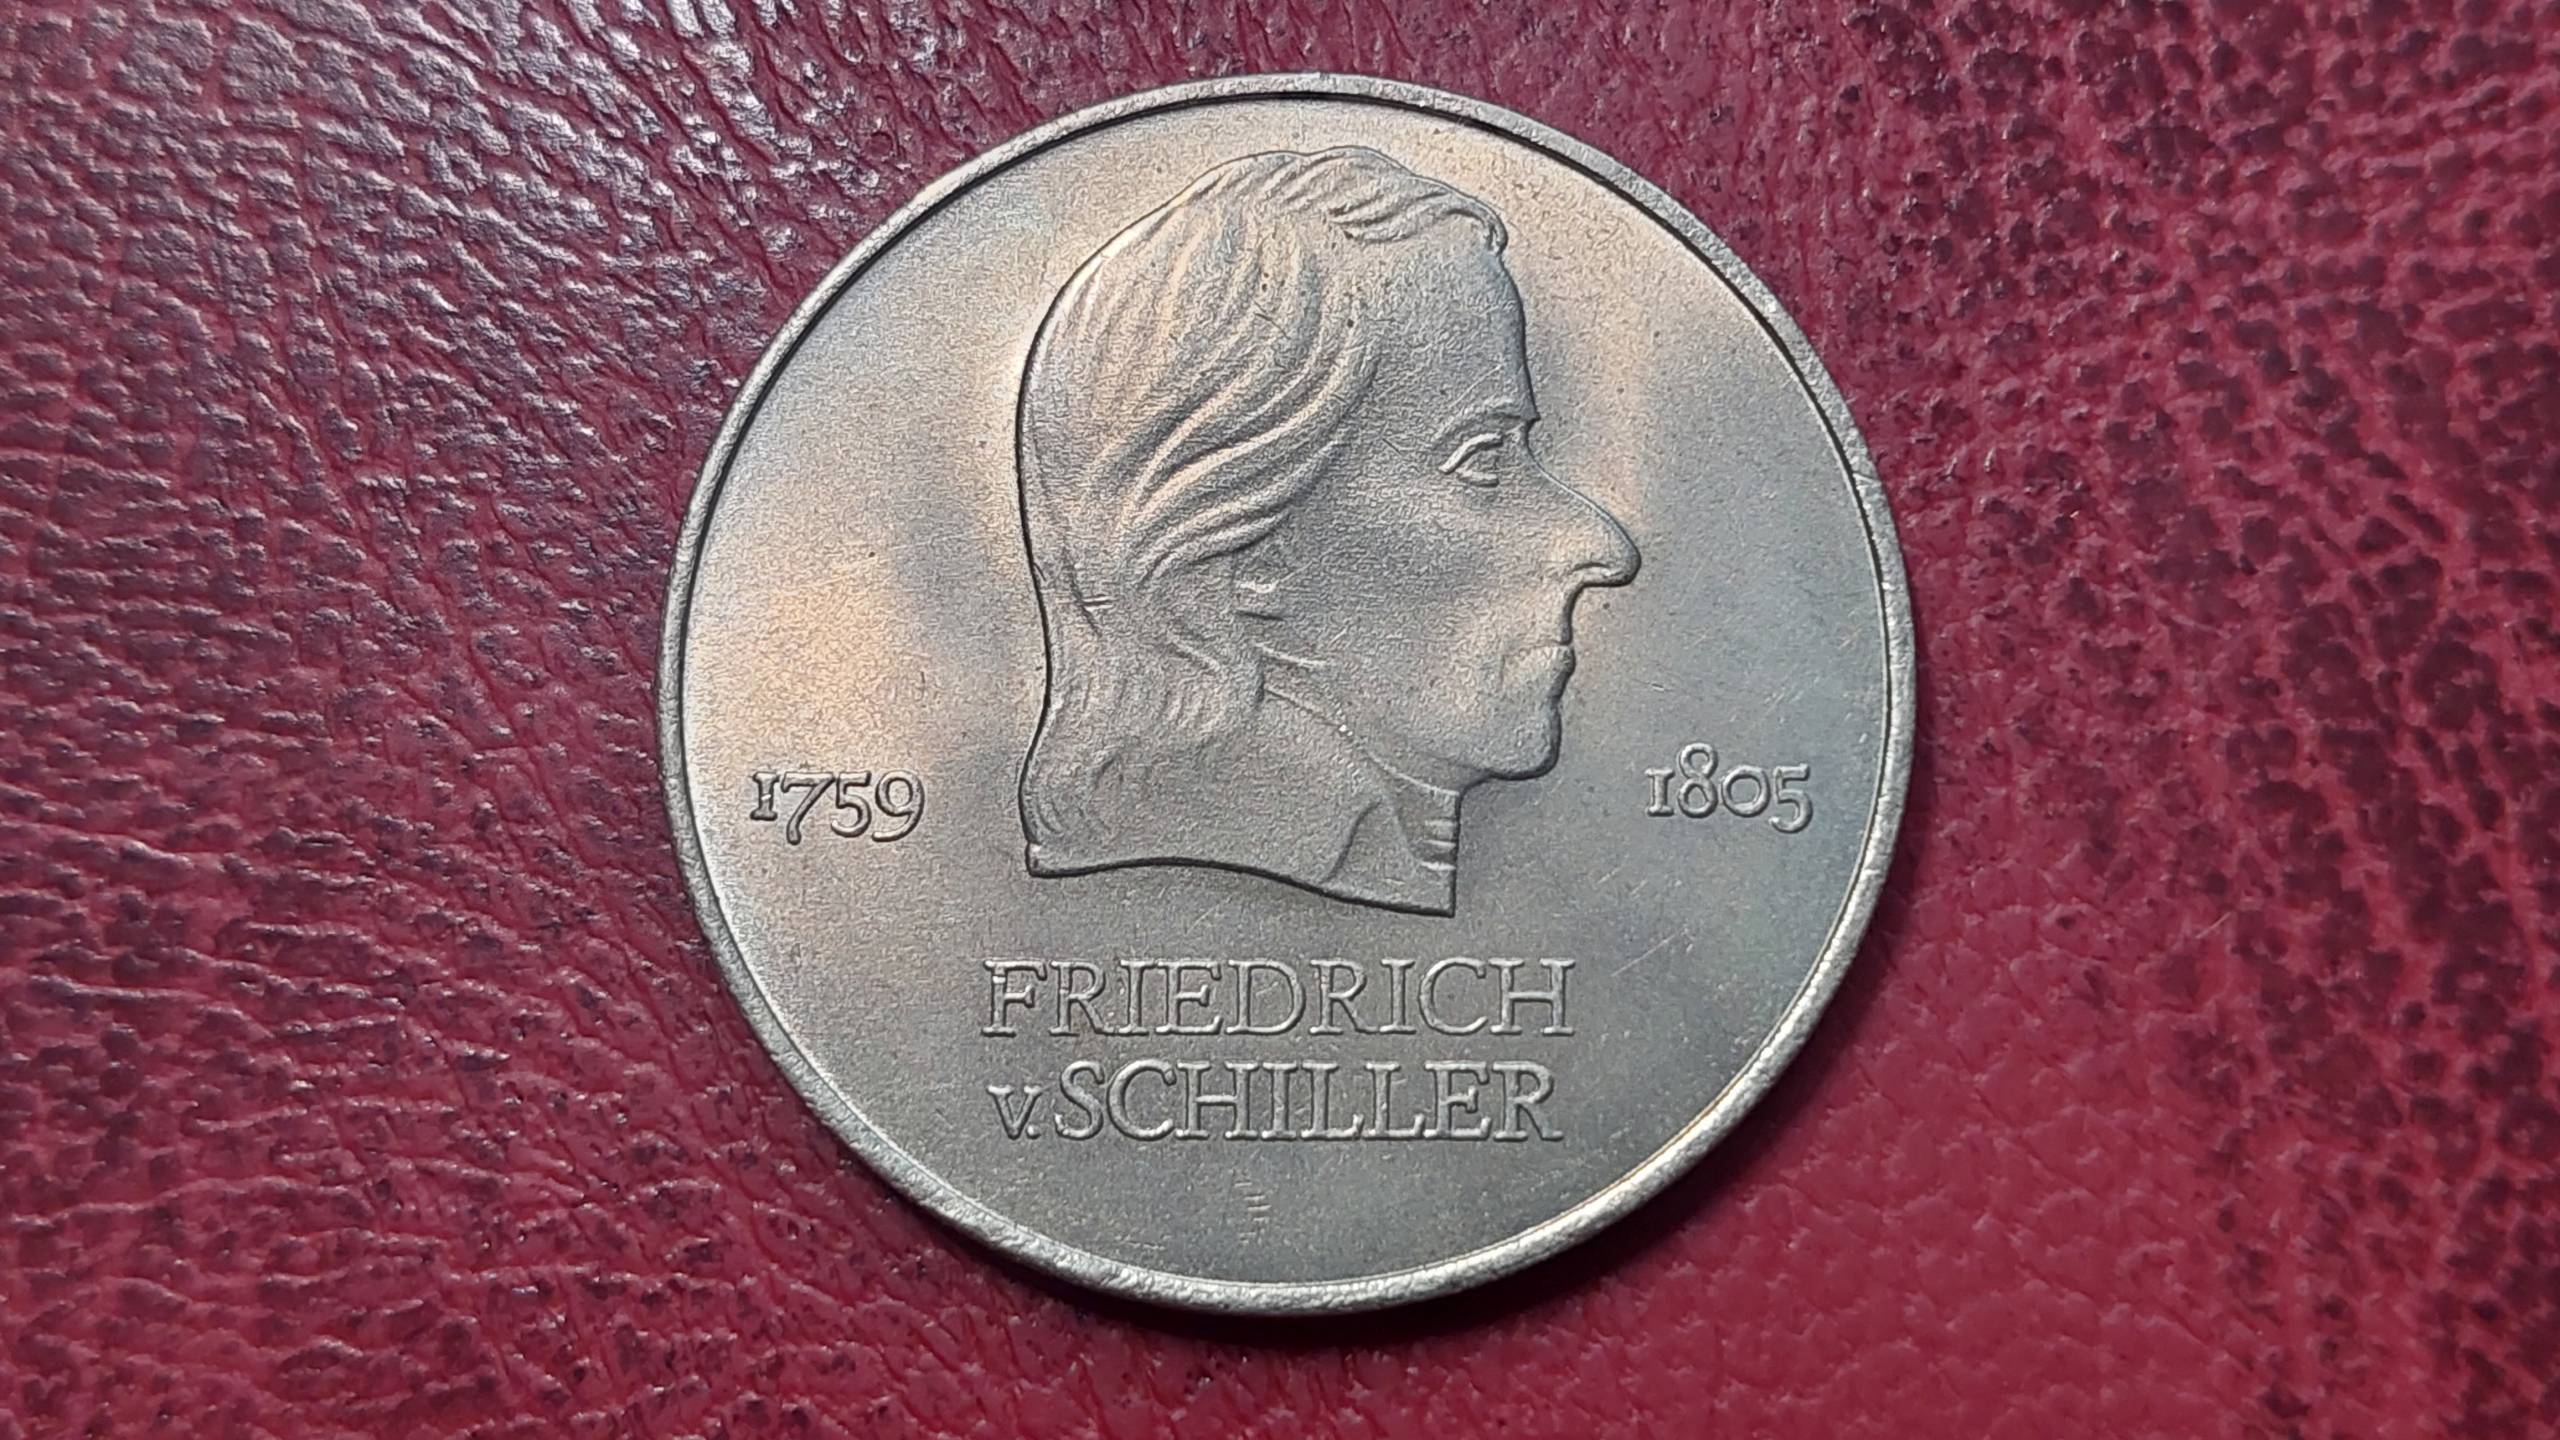 1759 1805
FRIEDRICH
v. SCHILLER